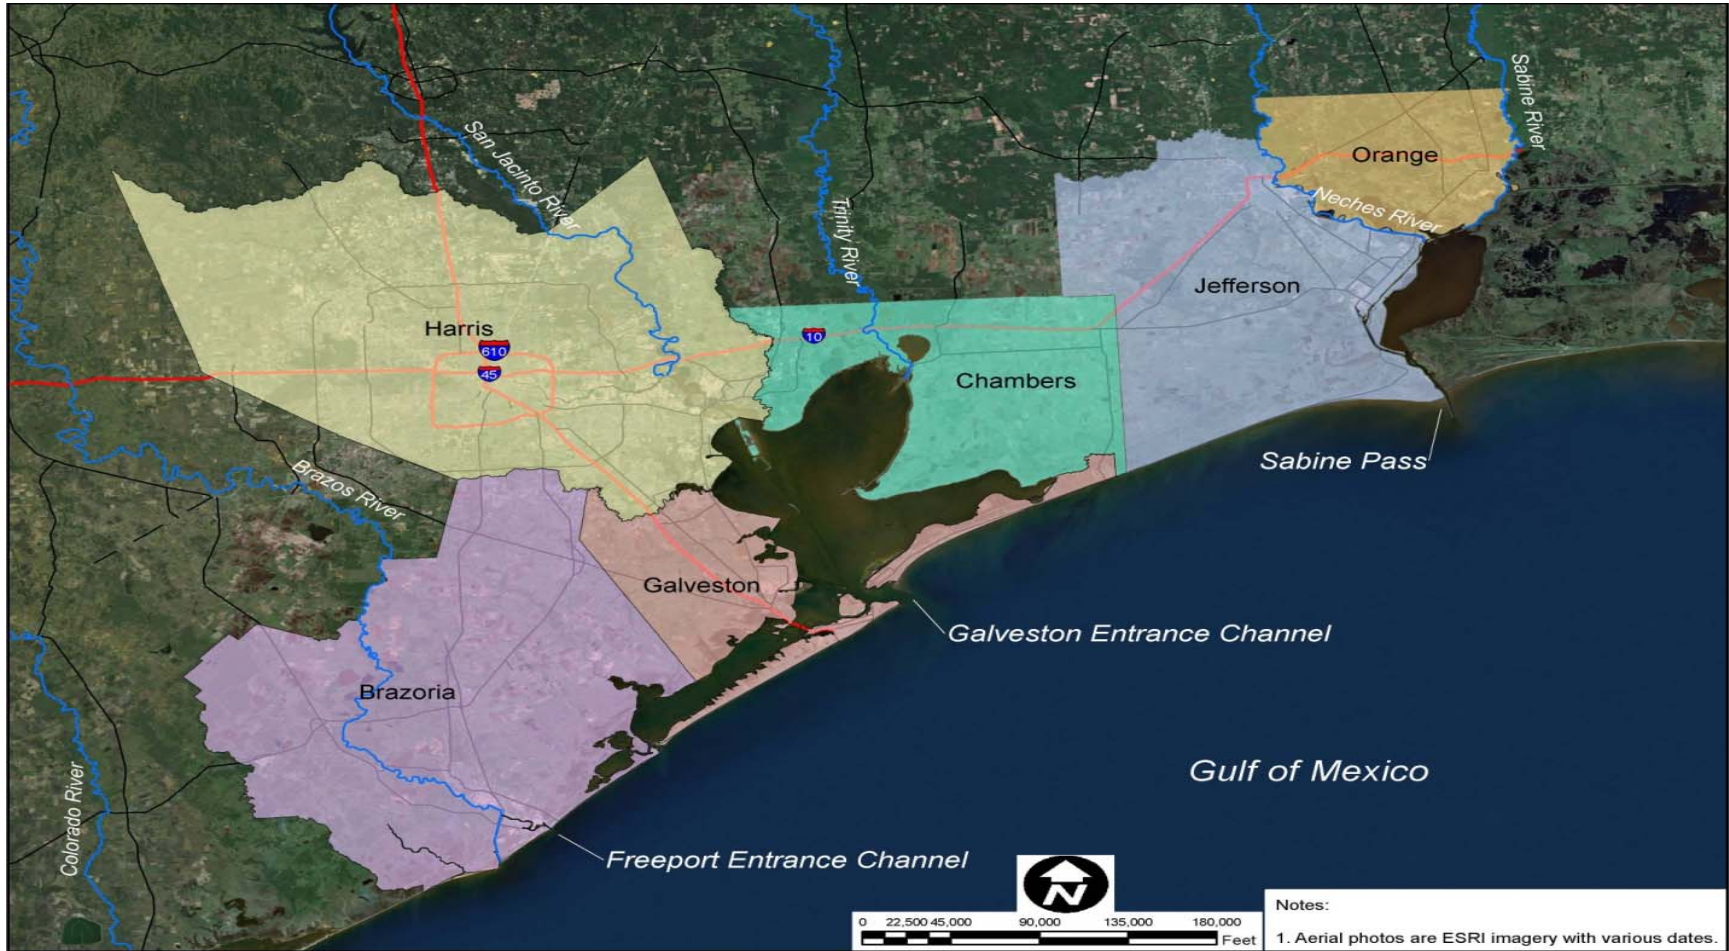 Sabine River
San Jacinto River
Orange
Trinity River
Neches River
Jefferson
Harris
610
10
45
Chambers
Sabine Pass
Brazos River
Galveston
Galveston Entrance Channel
Brazoria
Gulf of Mexico
Colorado River
Freeport Entrance Channel
N
0 22,500 45,000 90,000 135,000 180,000
Feet
Notes:
1. Aerial photos are ESRI imagery with various dates.